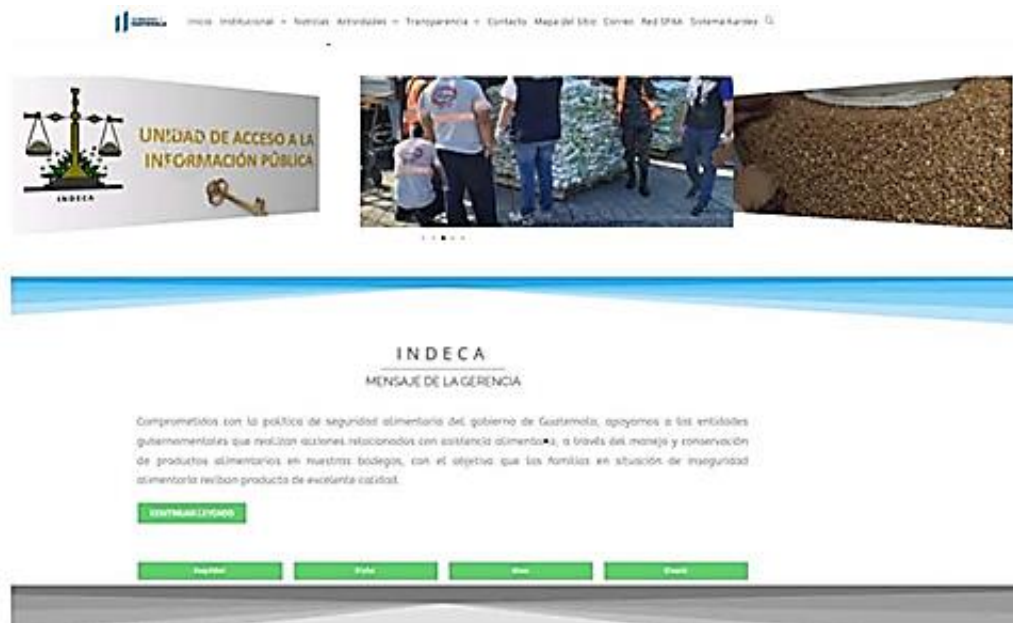 GUATEMALA
Inicio Institucional Noticias Actividades Transparencia Contacto Mapa del Sitio Correo Red SPAA Sistema Kardex
UNIDAD DE ACCESO A LA
INFORMACIÓN PÚBLICA
INDECA
INDECA
MENSAJE DE LA GERENCIA
Comprometidos con la política de seguridad alimentaria del gobierno de Guatemala, apoyamos a las entidades
gubernamentales que realizan acciones relacionadas con asistencia alimentaria, a través del manejo y conservación
de productos alimentarios en nuestras bodegas, con el objetivo que las familias en situación de inseguridad
alimentaria reciban producto de excelente calidad.
CONTINUAR LEYENDO